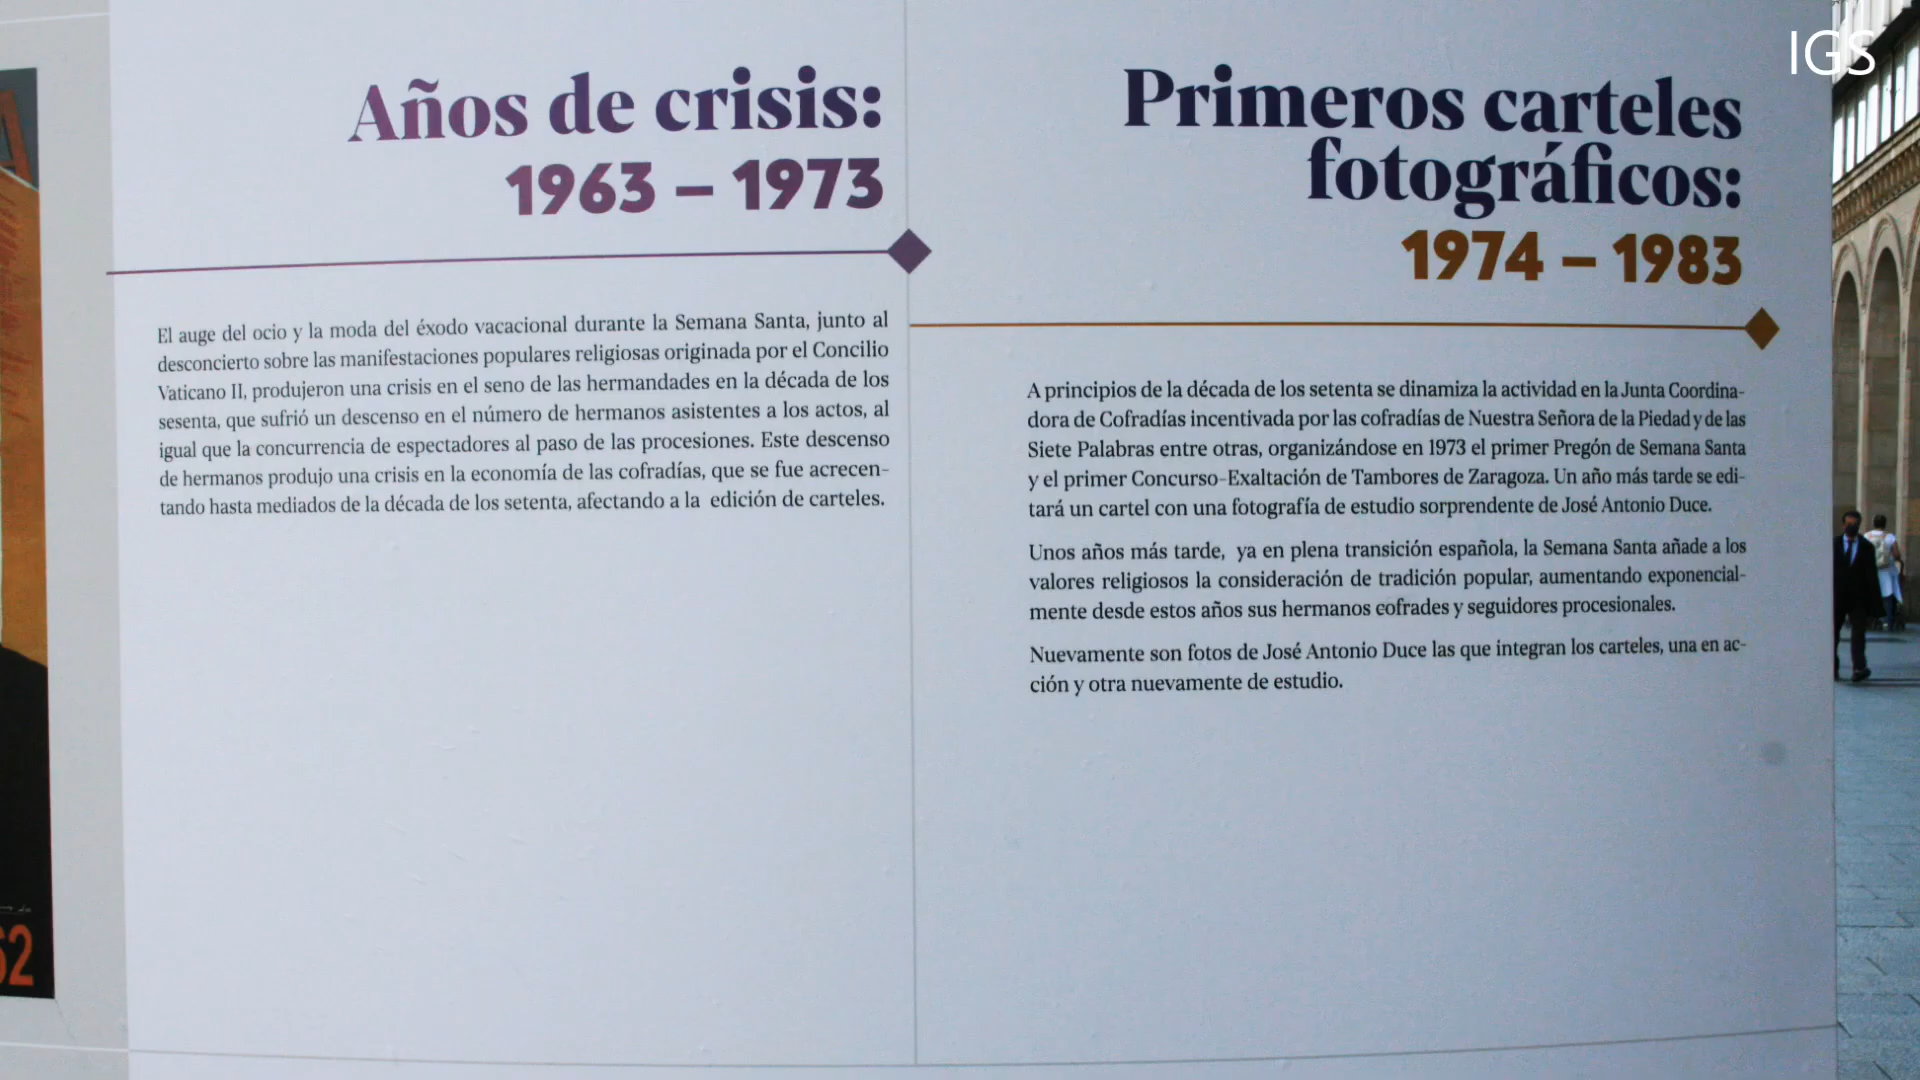 IGS
Años de crisis:
1963 – 1973
El auge del ocio y la moda del éxodo vacacional durante la Semana Santa, junto al
desconcierto sobre las manifestaciones populares religiosas originada por el Concilio
Vaticano II, produjeron una crisis en el seno de las hermandades en la década de los
sesenta, que sufrió un descenso en el número de hermanos asistentes a los actos, al
igual que la concurrencia de espectadores al paso de las procesiones. Este descenso
de hermanos produjo una crisis en la economía de las cofradías, que se fue acrecen-
tando hasta mediados de la década de los setenta, afectando a la  edición de carteles.
Primeros carteles
fotográficos:
1974 – 1983
A principios de la década de los setenta se dinamiza la actividad en la Junta Coordina-
dora de Cofradías incentivada por las cofradías de Nuestra Señora de la Piedad y de las
Siete Palabras entre otras, organizándose en 1973 el primer Pregón de Semana Santa
y el primer Concurso-Exaltación de Tambores de Zaragoza. Un año más tarde se edi-
tará un cartel con una fotografía de estudio sorprendente de José Antonio Duce.
Unos años más tarde,  ya en plena transición española, la Semana Santa añade a los
valores religiosos la consideración de tradición popular, aumentando exponencial-
mente desde estos años sus hermanos cofrades y seguidores procesionales.
Nuevamente son fotos de José Antonio Duce las que integran los carteles, una en ac-
ción y otra nuevamente de estudio.